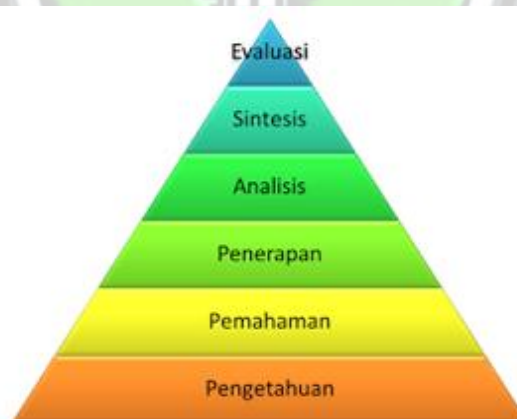 Evaluasi
Sintesis
Analisis
Penerapan
Pemahaman
Pengetahuan